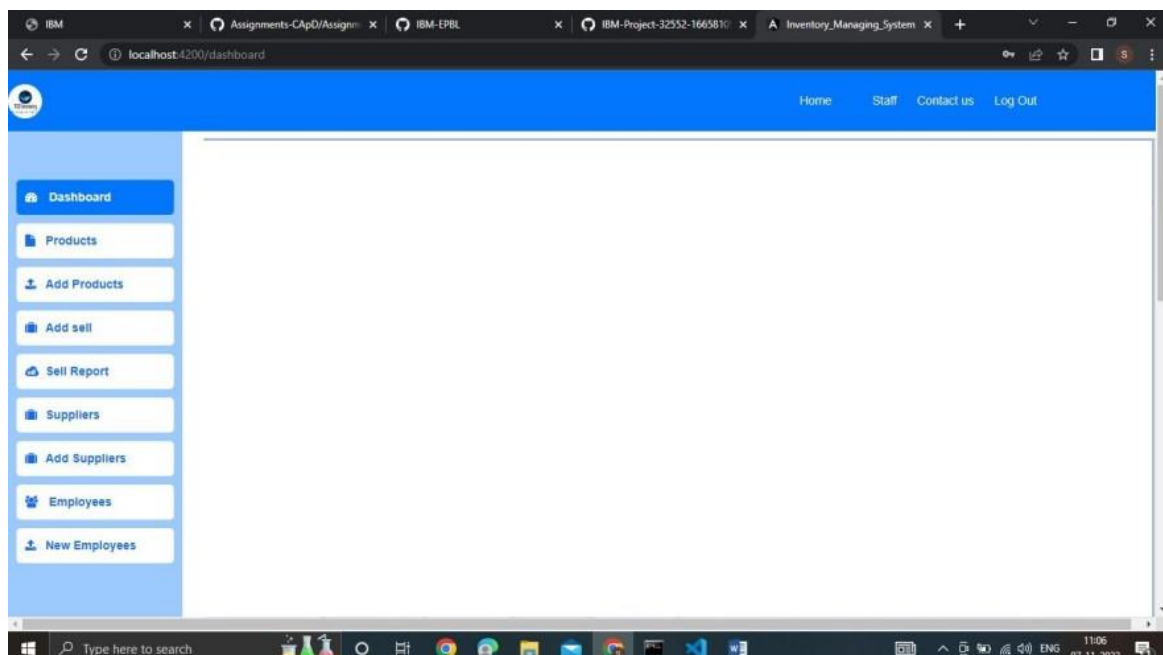 IBM
Assignments-CApD/Assignm
IBM-EPBL
IBM-Project-32552-1665810
Inventory_Managing_System
localhost:4200/dashboard
S
Home Staff Contact us Log Out
Dashboard
Products
Add Products
Add sell
Sell Report
Suppliers
Add Suppliers
Employees
New Employees
Type here to search
ENG
11:06